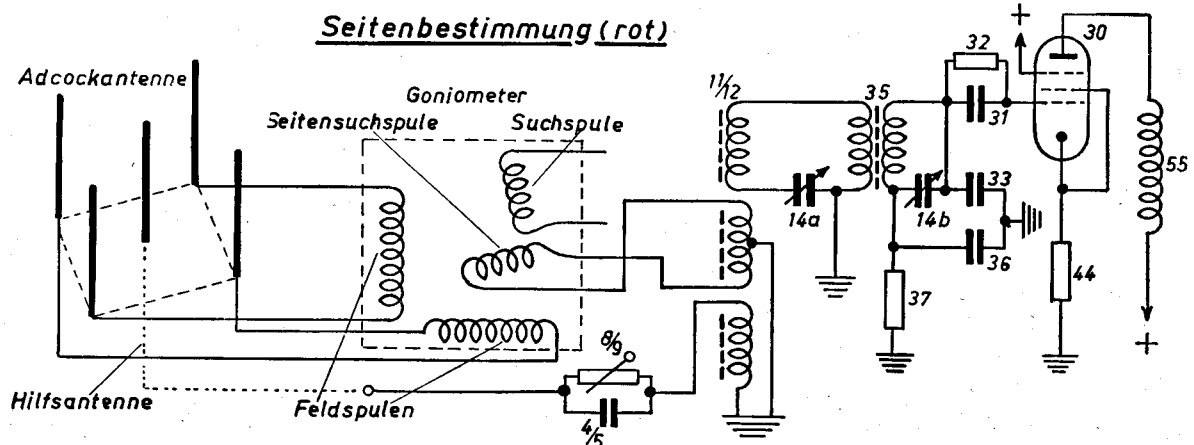 Seitenbestimmung (rot)
Adcockantenne
Goniometer
Seitensuchspule
Suchspule
Hilfsantenne
Feldspulen
8/9
4/5
11/12
14a
35
32
31
30
33
14b
36
37
44
55
+
+